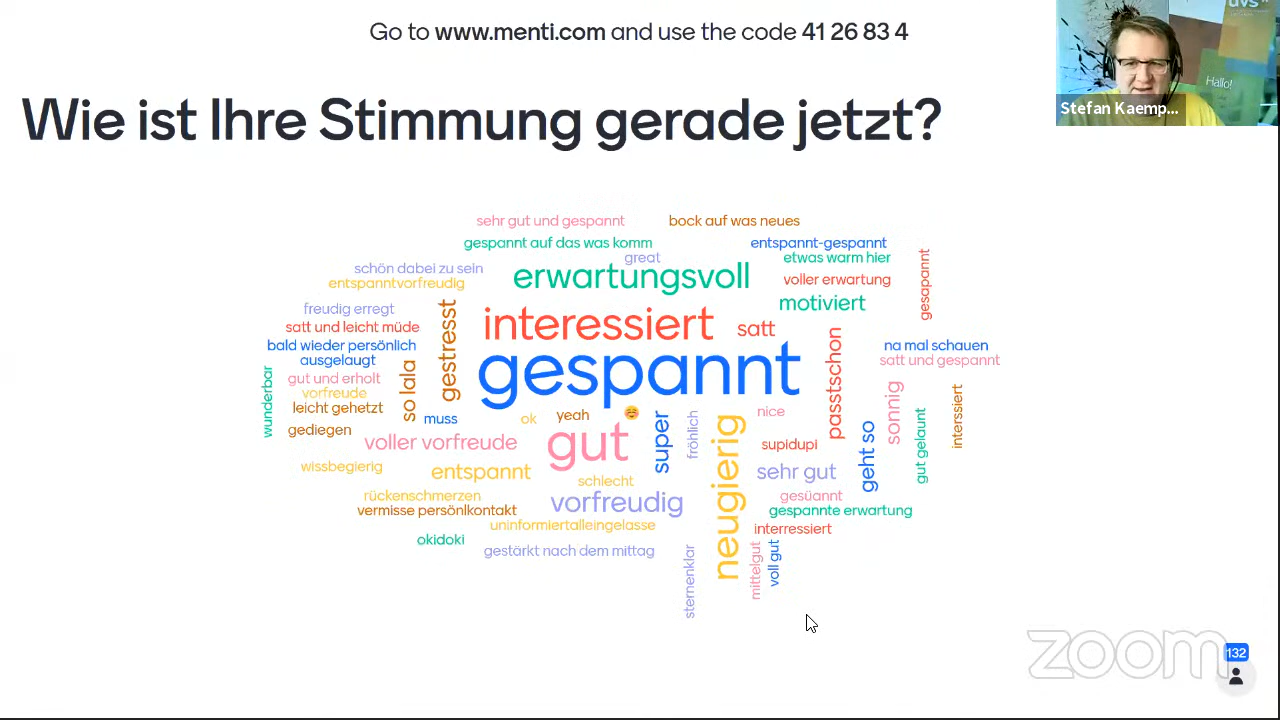 Go to www.menti.com and use the code 41 26 83 4
uvs
Hallo!
Stefan Kaemp...
Wie ist Ihre Stimmung gerade jetzt?
sehr gut und gespannt
bock auf was neues
gespannt auf das was komm
entspannt-gespannt
great
etwas warm hier
schön dabei zu sein
erwartungsvoll
voller erwartung
entspanntvorfreudig
motiviert
gesapannt
freudig erregt
gestresst
interessiert
satt
satt und leicht müde
passtschon
bald wieder persönlich
na mal schauen
ausgelaugt
gespannt
satt und gespannt
wunderbar
gut und erholt
so lala
vorfreude
sonnig
interssiert
leicht gehetzt
muss
ok
yeah
😊
super
fröhlich
neugierig
nice
geht so
gut gelaunt
gediegen
voller vorfreude
gut
supidupi
wissbegierig
entspannt
schlecht
sehr gut
rückenschmerzen
vorfreudig
gesüannt
vermisse persönlkontakt
gespannte erwartung
uninformiertalleingelasse
interressiert
okidoki
gestärkt nach dem mittag
sternenklar
mittelgut
voll gut
zoom
132